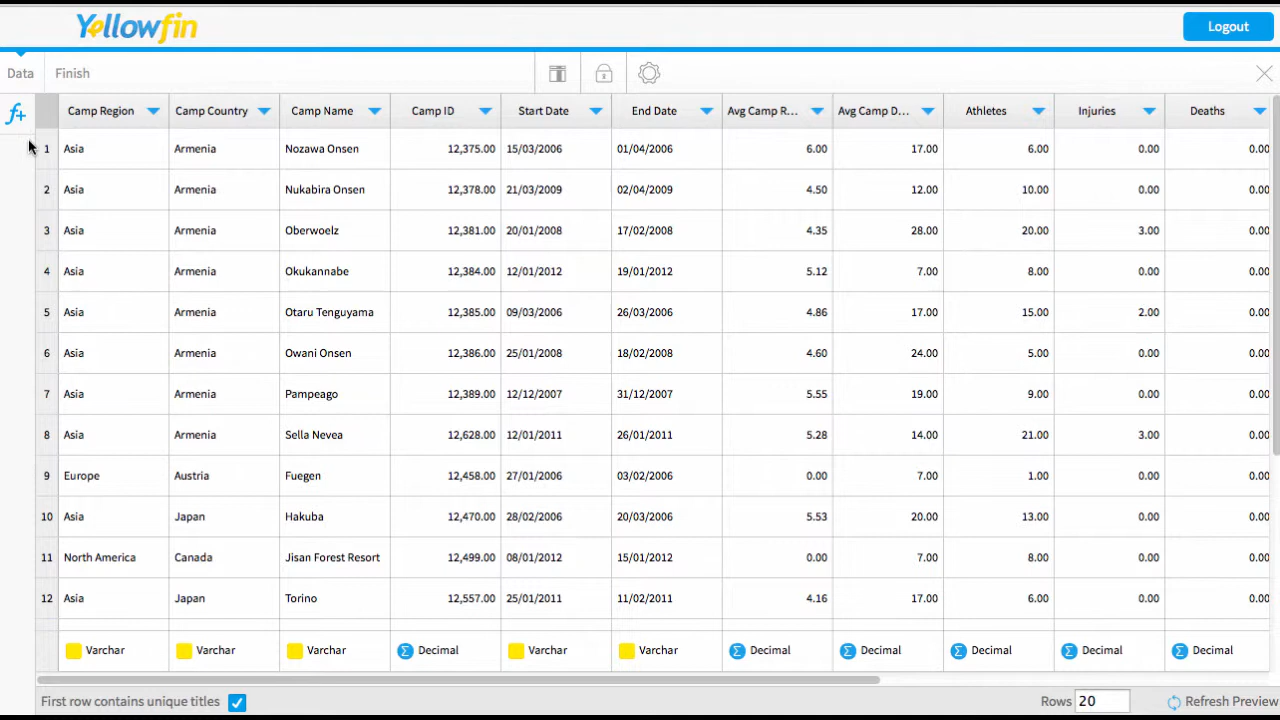 Yellowfin
Logout
Data Finish
f+ Camp Region Camp Country Camp Name Camp ID Start Date End Date Avg Camp R... Avg Camp D... Athletes Injuries Deaths
1 Asia Armenia Nozawa Onsen 12,375.00 15/03/2006 01/04/2006 6.00 17.00 6.00 0.00 0.00
2 Asia Armenia Nukabira Onsen 12,378.00 21/03/2009 02/04/2009 4.50 12.00 10.00 0.00 0.00
3 Asia Armenia Oberwoelz 12,381.00 20/01/2008 17/02/2008 4.35 28.00 20.00 3.00 0.00
4 Asia Armenia Okukannabe 12,384.00 12/01/2012 19/01/2012 5.12 7.00 8.00 0.00 0.00
5 Asia Armenia Otaru Tenguyama 12,385.00 09/03/2006 26/03/2006 4.86 17.00 15.00 2.00 0.00
6 Asia Armenia Owani Onsen 12,386.00 25/01/2008 18/02/2008 4.60 24.00 5.00 0.00 0.00
7 Asia Armenia Pampeago 12,389.00 12/12/2007 31/12/2007 5.55 19.00 9.00 0.00 0.00
8 Asia Armenia Sella Nevea 12,628.00 12/01/2011 26/01/2011 5.28 14.00 21.00 3.00 0.00
9 Europe Austria Fuegen 12,458.00 27/01/2006 03/02/2006 0.00 7.00 1.00 0.00 0.00
10 Asia Japan Hakuba 12,470.00 28/02/2006 20/03/2006 5.53 20.00 13.00 0.00 0.00
11 North America Canada Jisan Forest Resort 12,499.00 08/01/2012 15/01/2012 0.00 7.00 8.00 0.00 0.00
12 Asia Japan Torino 12,557.00 25/01/2011 11/02/2011 4.16 17.00 6.00 0.00 0.00
Varchar Varchar Varchar Σ Decimal Varchar Varchar Σ Decimal Σ Decimal Σ Decimal Σ Decimal Σ Decimal
First row contains unique titles Rows 20 Refresh Preview